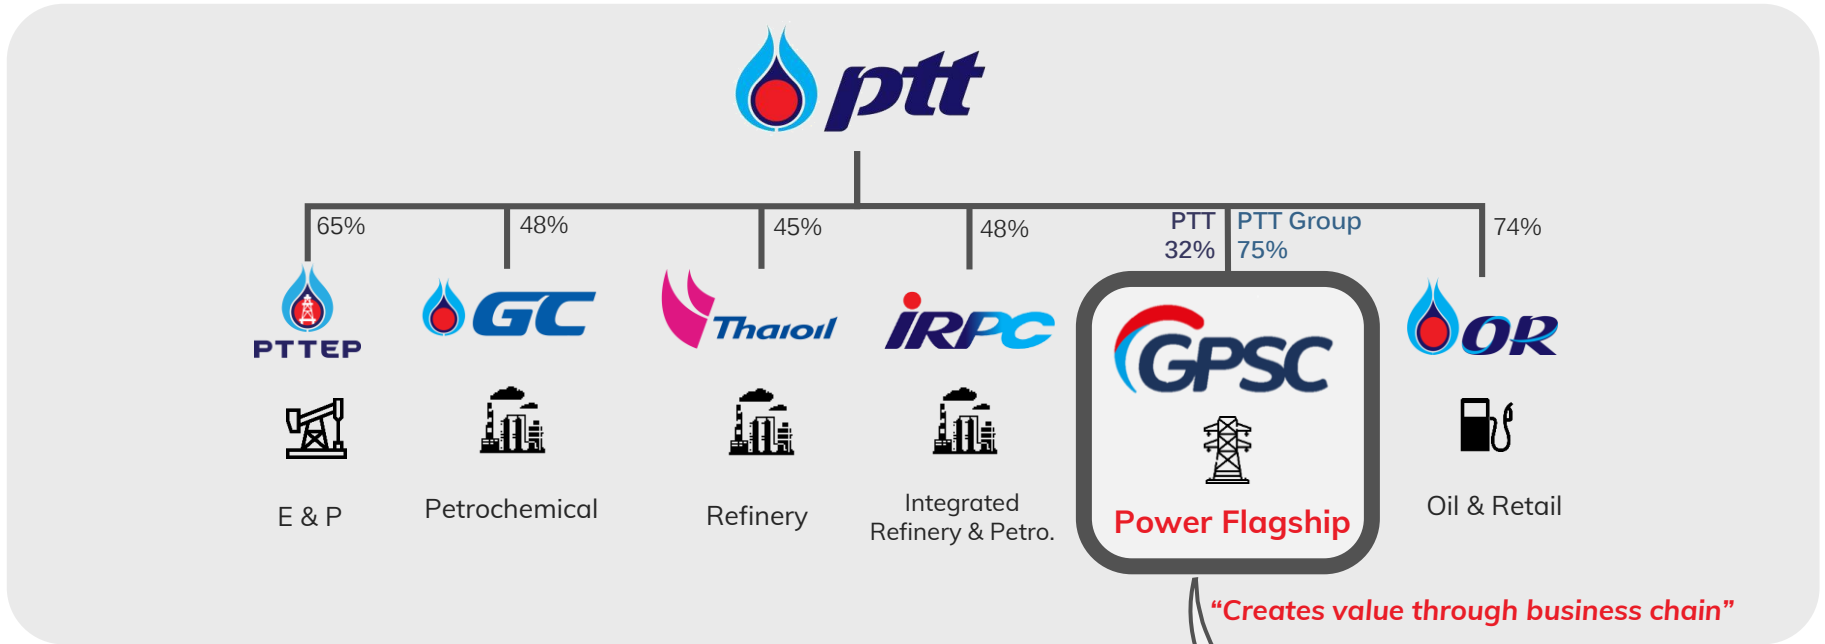 ptt
65%
48%
45%
48%
PTT
32%
PTT Group
75%
74%
PTTEP
GC
Thaioil
IRPC
GPSC
OR
E & P
Petrochemical
Refinery
Integrated
Refinery & Petro.
Power Flagship
Oil & Retail
“Creates value through business chain”